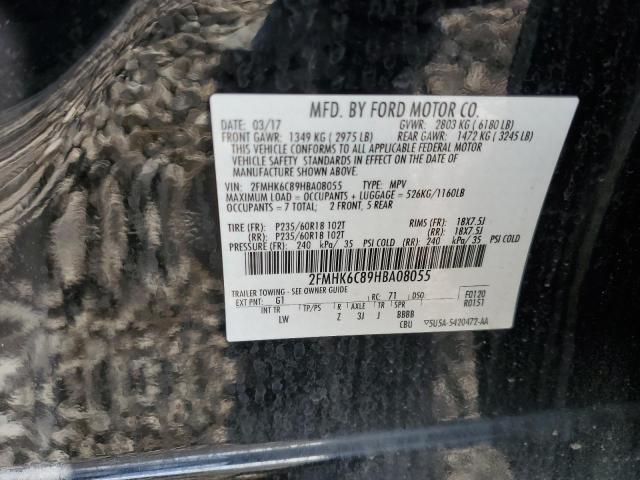 MFD. BY FORD MOTOR CO.
DATE: 03/17 GVWR: 2803 KG (6180 LB)
FRONT GAWR: 1349 KG (2975 LB) REAR GAWR: 1472 KG (3245 LB)
THIS VEHICLE CONFORMS TO ALL APPLICABLE FEDERAL MOTOR
VEHICLE SAFETY STANDARDS IN EFFECT ON THE DATE OF
MANUFACTURE SHOWN ABOVE.
VIN: 2FMHK6C89HBA08055 TYPE: MPV
MAXIMUM LOAD = OCCUPANTS + LUGGAGE = 526KG/1160LB
OCCUPANTS = 7 TOTAL: 2 FRONT, 5 REAR
TIRE (FR): P235/60R18 102T RIMS (FR): 18X7.5J
(RR): P235/60R18 102T (RR): 18X7.5J
PRESSURE (FR): 240 kPa/ 35 PSI COLD (RR): 240 kPa/ 35 PSI COLD
2FMHK6C89HBA08055
TRAILER TOWING - SEE OWNER GUIDE
EXT PNT: G1 RC: 71 DSO: F0120
R0151
INT TR TP/PS R AXLE TR SPR
LW Z 3J J BBBB
CBU 5U5A-5420472-AA